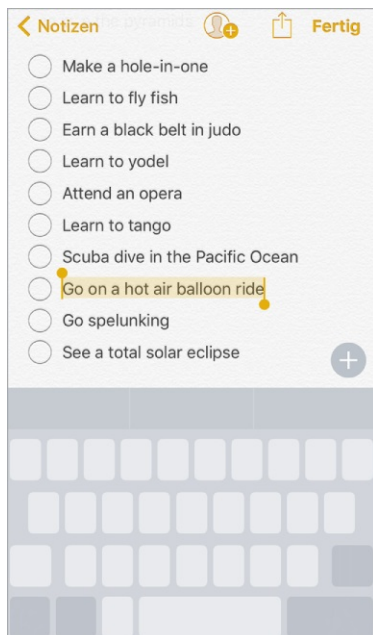 Notizen
Fertig
Make a hole-in-one
Learn to fly fish
Earn a black belt in judo
Learn to yodel
Attend an opera
Learn to tango
Scuba dive in the Pacific Ocean
Go on a hot air balloon ride
Go spelunking
See a total solar eclipse